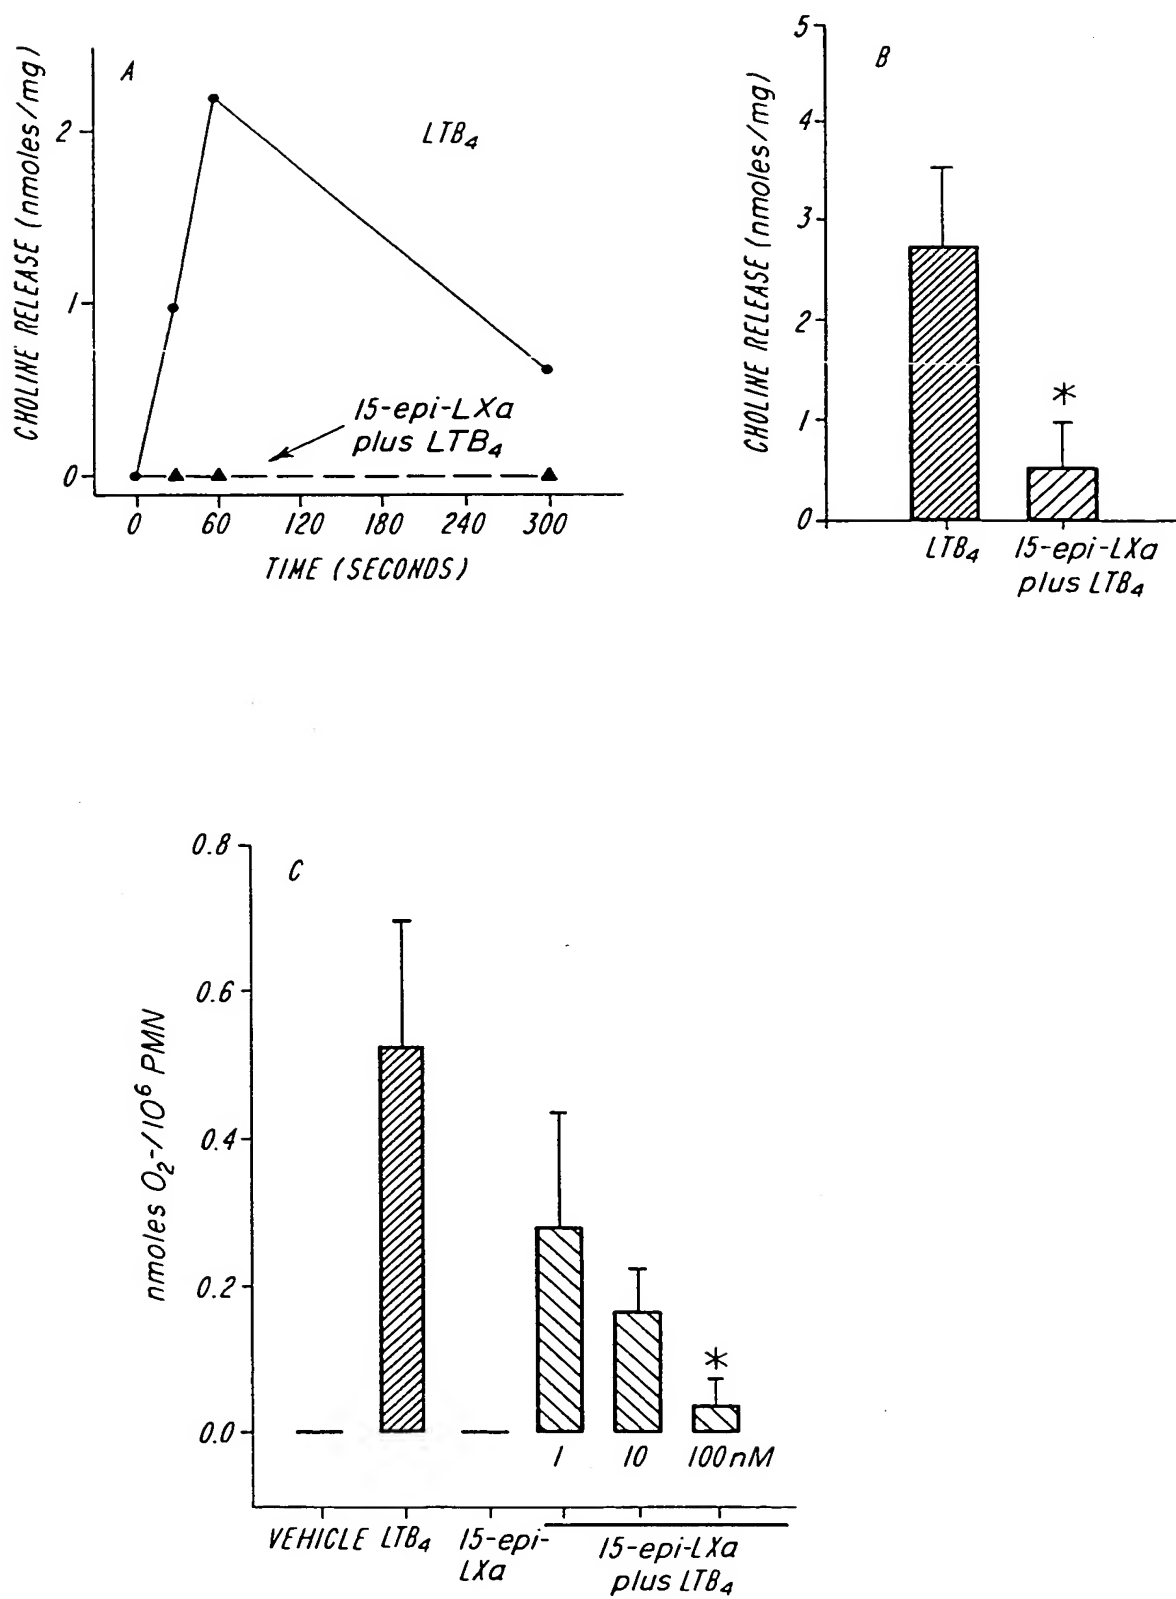 A
CHOLINE RELEASE (nmoles/mg)
2
1
0
LTB4
15-epi-LXa
plus LTB4
0 60 120 180 240 300
TIME (SECONDS)
B
CHOLINE RELEASE (nmoles/mg)
5
4
3
2
1
0
*
LTB4
15-epi-LXa
plus LTB4
C
nmoles O2-/10^6 PMN
0.8
0.6
0.4
0.2
0.0
*
1 10 100nM
VEHICLE LTB4 15-epi-
LXa
15-epi-LXa
plus LTB4